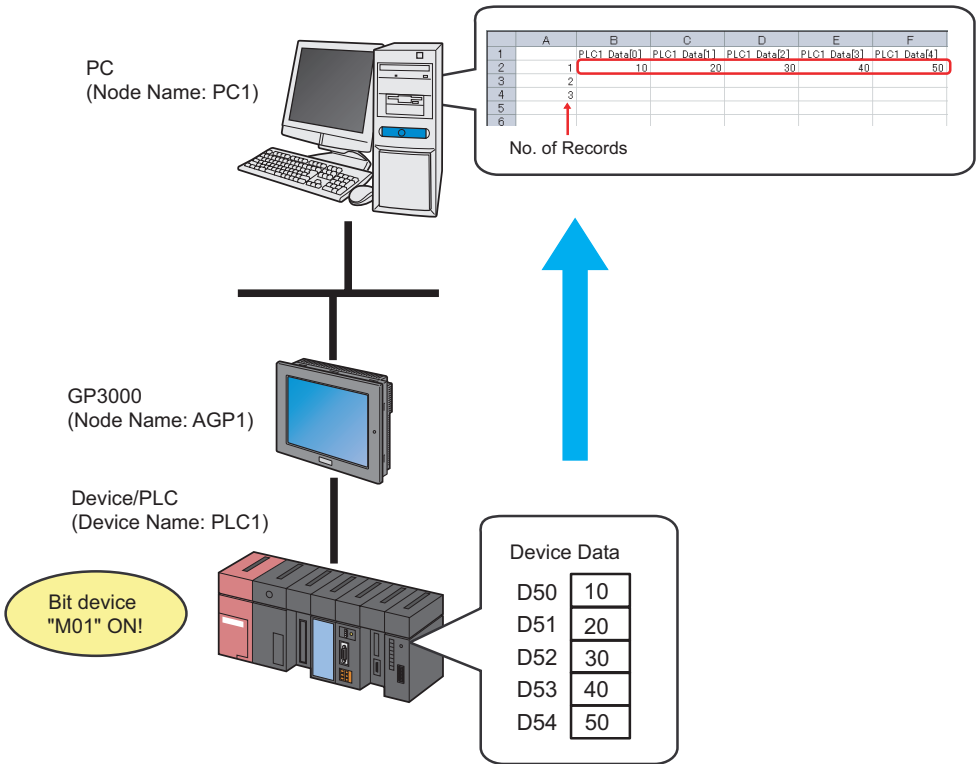 PC
(Node Name: PC1)
A B C D E F
1 PLC1 Data[0] PLC1 Data[1] PLC1 Data[2] PLC1 Data[3] PLC1 Data[4]
2 1 10 20 30 40 50
3 2
4 3
5
6
No. of Records
GP3000
(Node Name: AGP1)
Device/PLC
(Device Name: PLC1)
Bit device
"M01" ON!
Device Data
D50 10
D51 20
D52 30
D53 40
D54 50